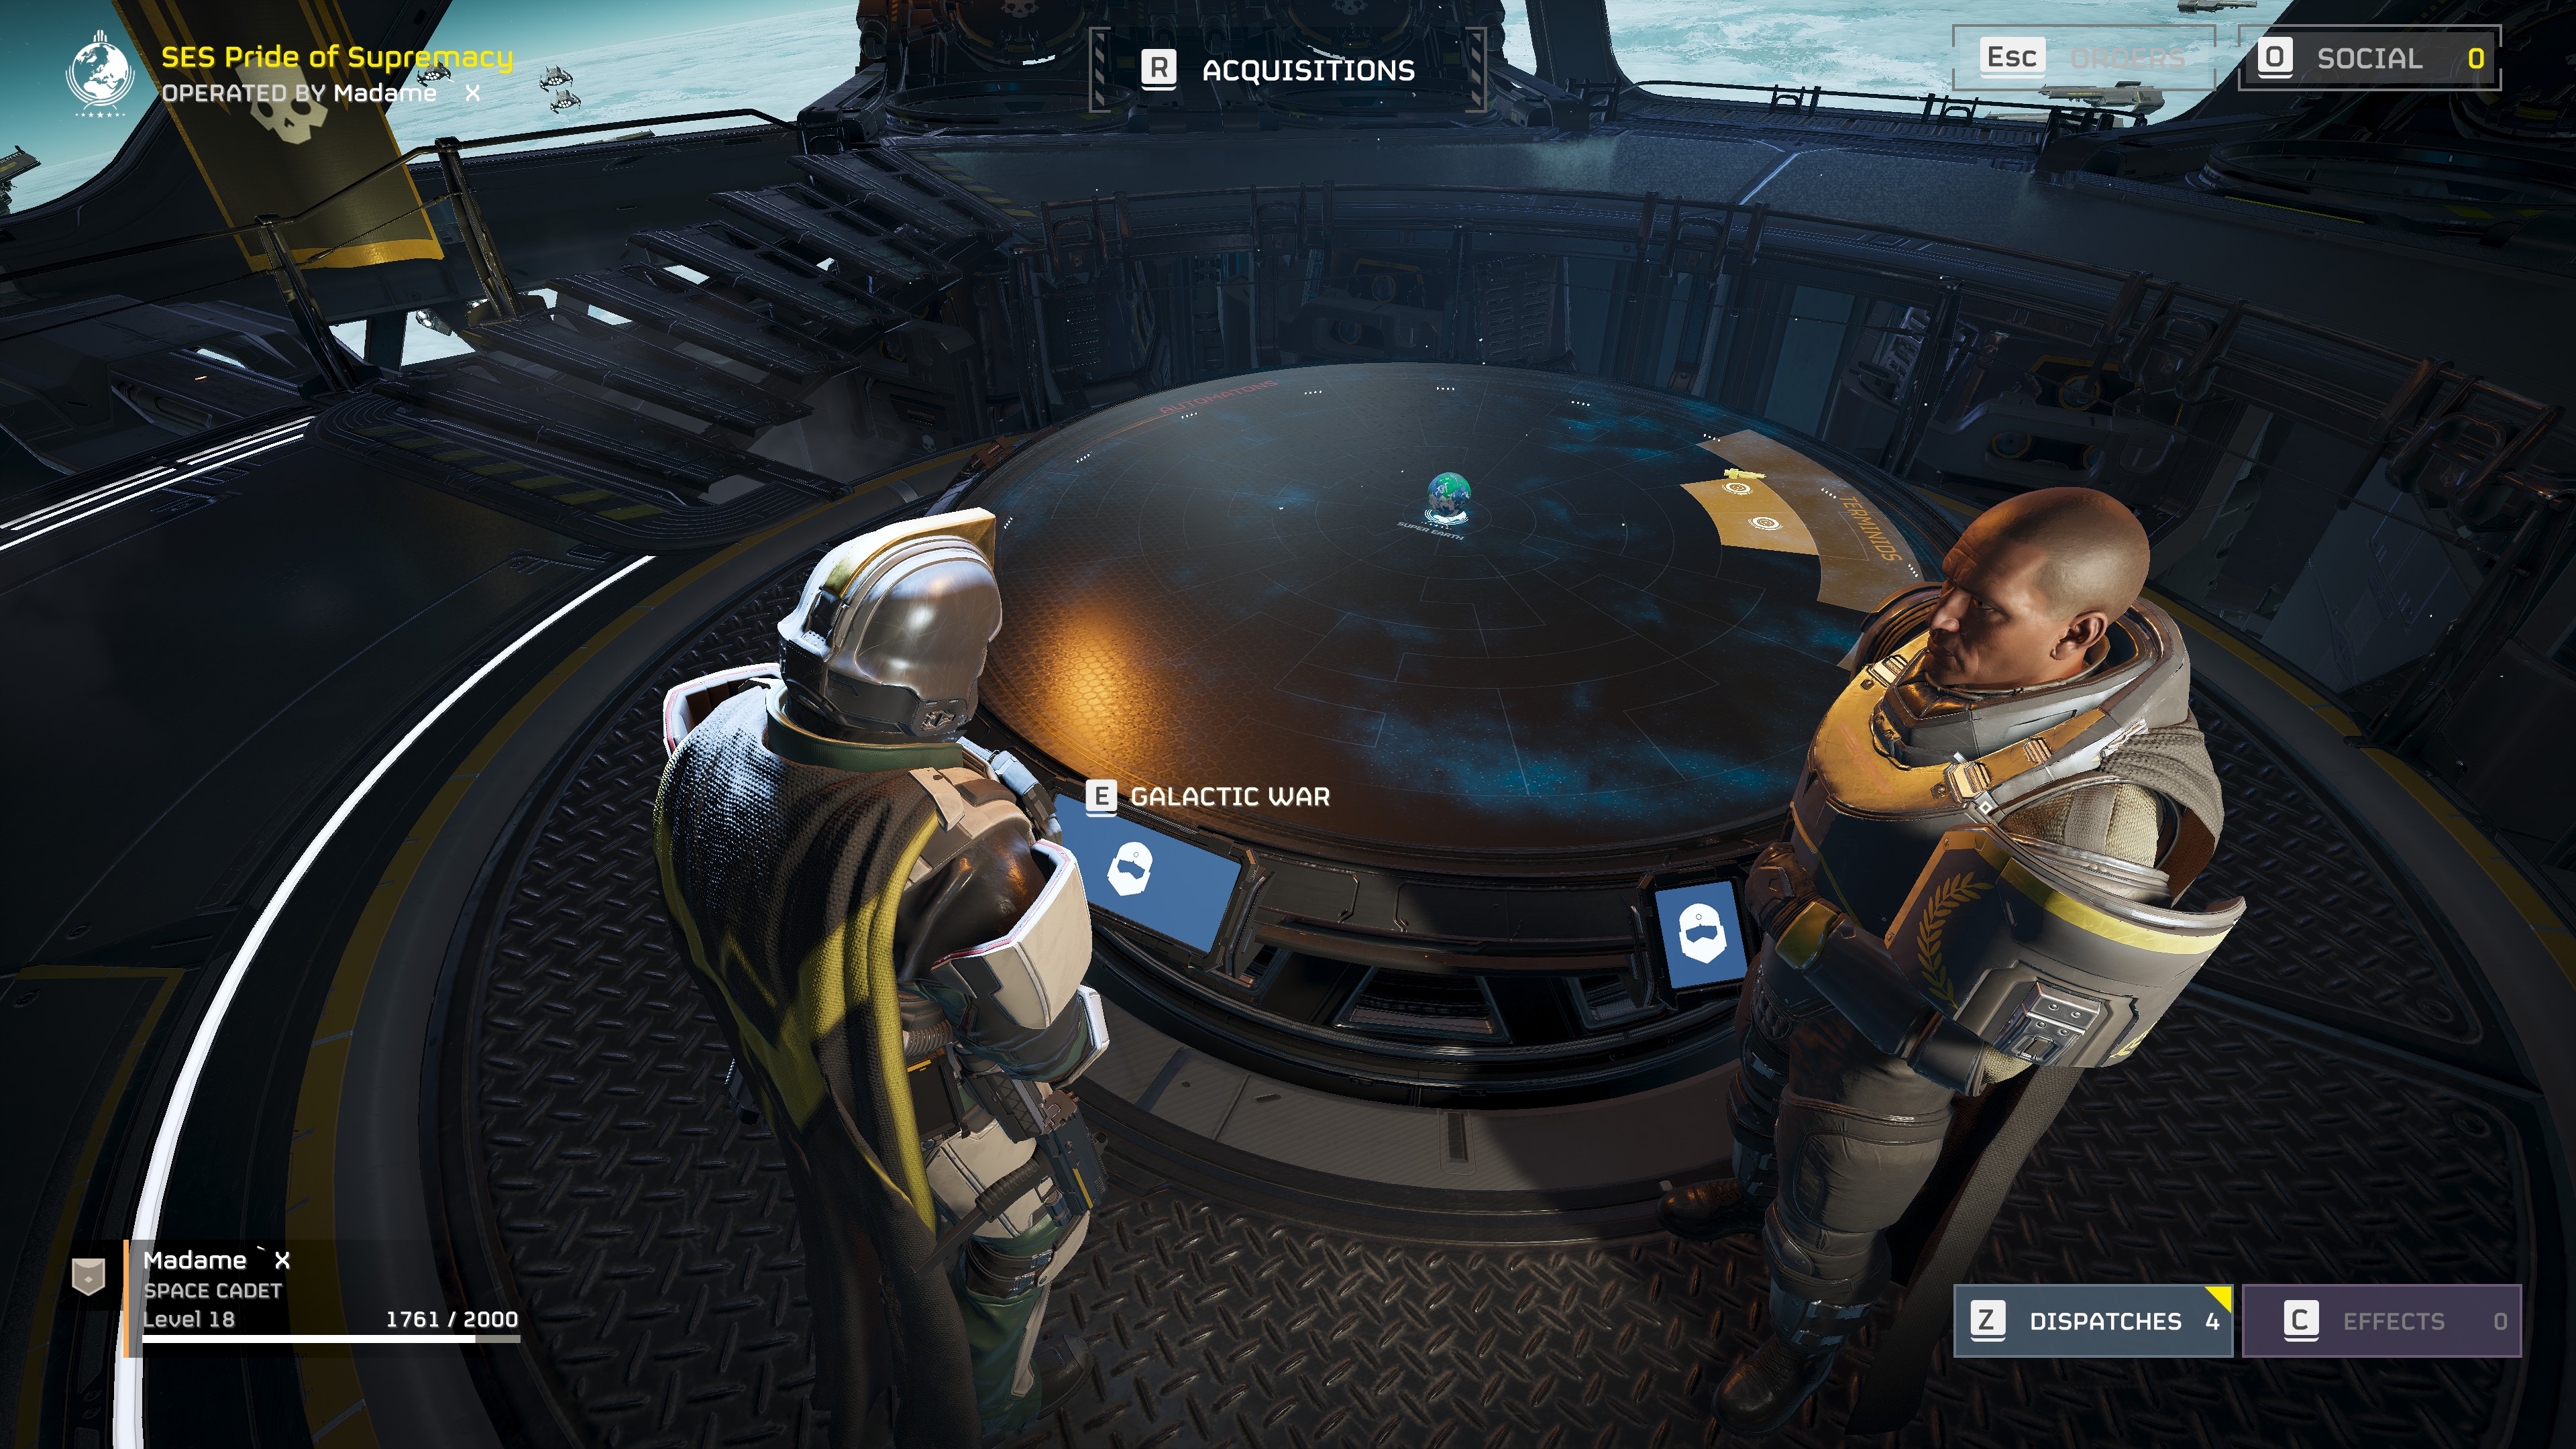 SES Pride of Supremacy
OPERATED BY Madame ` X
R ACQUISITIONS
Esc ORDERS
O SOCIAL 0
AUTOMATONS
SUPER EARTH
TERMINIDS
E GALACTIC WAR
Madame ` X
SPACE CADET
Level 18
1761 / 2000
Z DISPATCHES 4
C EFFECTS 0